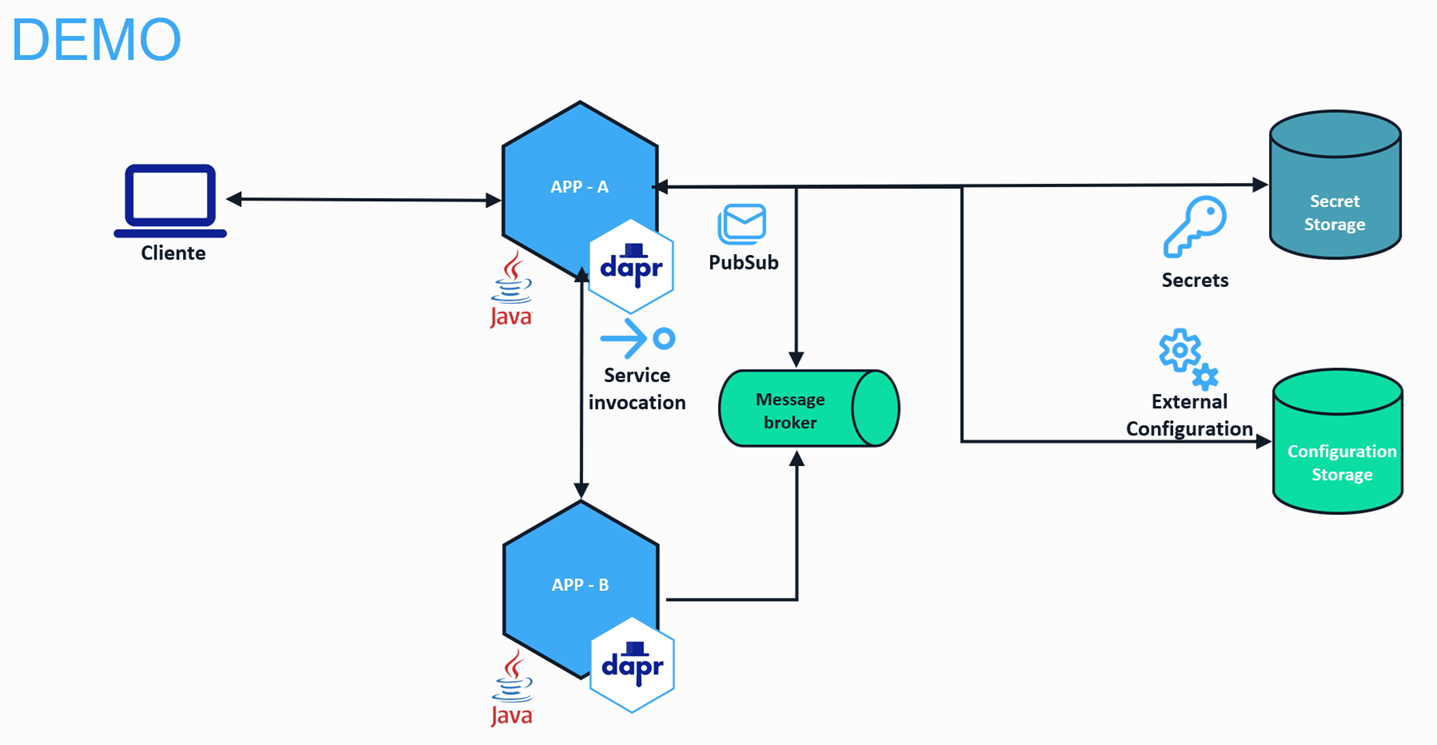 DEMO
Cliente
APP - A
dapr
Java
PubSub
Service
invocation
Message
broker
Secrets
Secret
Storage
External
Configuration
Configuration
Storage
APP - B
dapr
Java